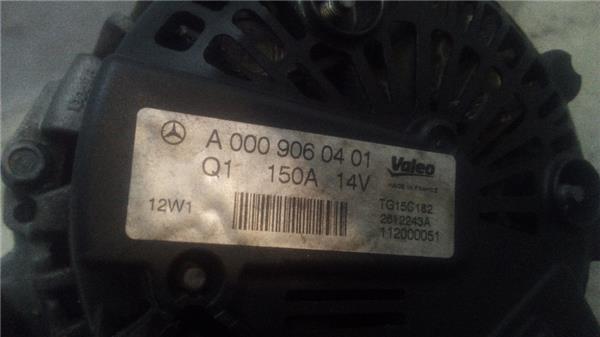 A 000 906 04 01
Q1 150A 14V
12W1
Valeo
MADE IN FRANCE
TG15C182
2612243A
112000051